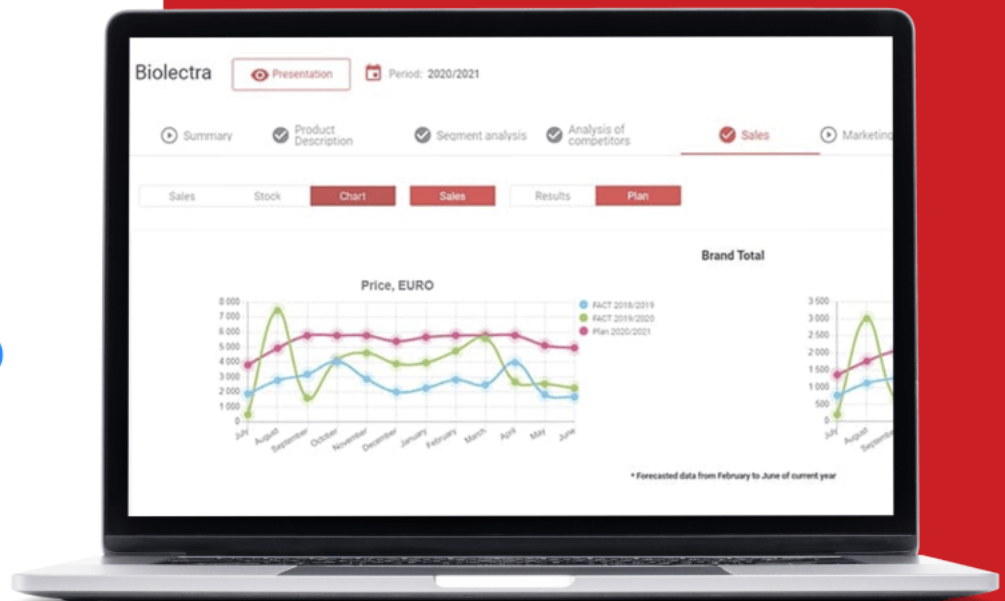 Biolectra
Presentation
Period: 2020/2021
Summary
Product
Description
Segment analysis
Analysis of
competitors
Sales
Marketing
Sales
Stock
Chart
Sales
Results
Plan
Brand Total
Price, EURO
8 000
7 000
6 000
5 000
4 000
3 000
2 000
1 000
0
July
August
September
October
November
December
January
February
March
April
May
June
FACT 2018/2019
FACT 2019/2020
Plan 2020/2021
3 500
3 000
2 500
2 000
1 500
1 000
500
0
July
August
Septembe
* Forecasted data from February to June of current year